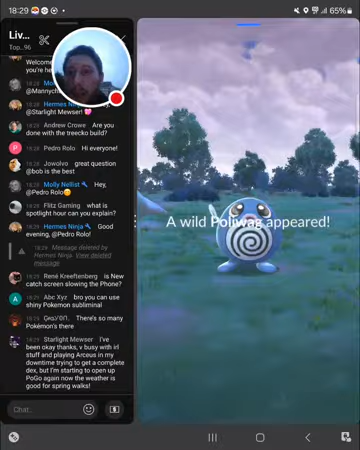 18:29
65%
Liv...
Top...96
Welcome
you're he
Mo
@Mannych
18:28 Hermes Ninja
@Starlight Mewser!
18:28 Andrew Crowe Are you
done with the treecko build?
18:28 Pedro Rolo Hi everyone!
18:28 Jowolvo great question
@bob is the best
18:28 Molly Nellist Hey,
@Pedro Rolo
18:28 Flitz Gaming what is
spotlight hour can you explain?
18:28 Hermes Ninja Good
evening, @Pedro Rolo!
18:29 Message deleted by
Hermes Ninja. View deleted
message
18:29 René Kreeftenberg is New
catch screen slowing the Phone?
18:29 Abc Xyz bro you can use
shiny Pokemon subliminal
There's so many
Pokémon's there
18:29 Starlight Mewser I've
been okay thanks, v busy with irl
stuff and playing Arceus in my
downtime trying to get a complete
dex, but I'm starting to open up
PoGo again now the weather is
good for spring walks!
Chat...
A wild Poliwag appeared!